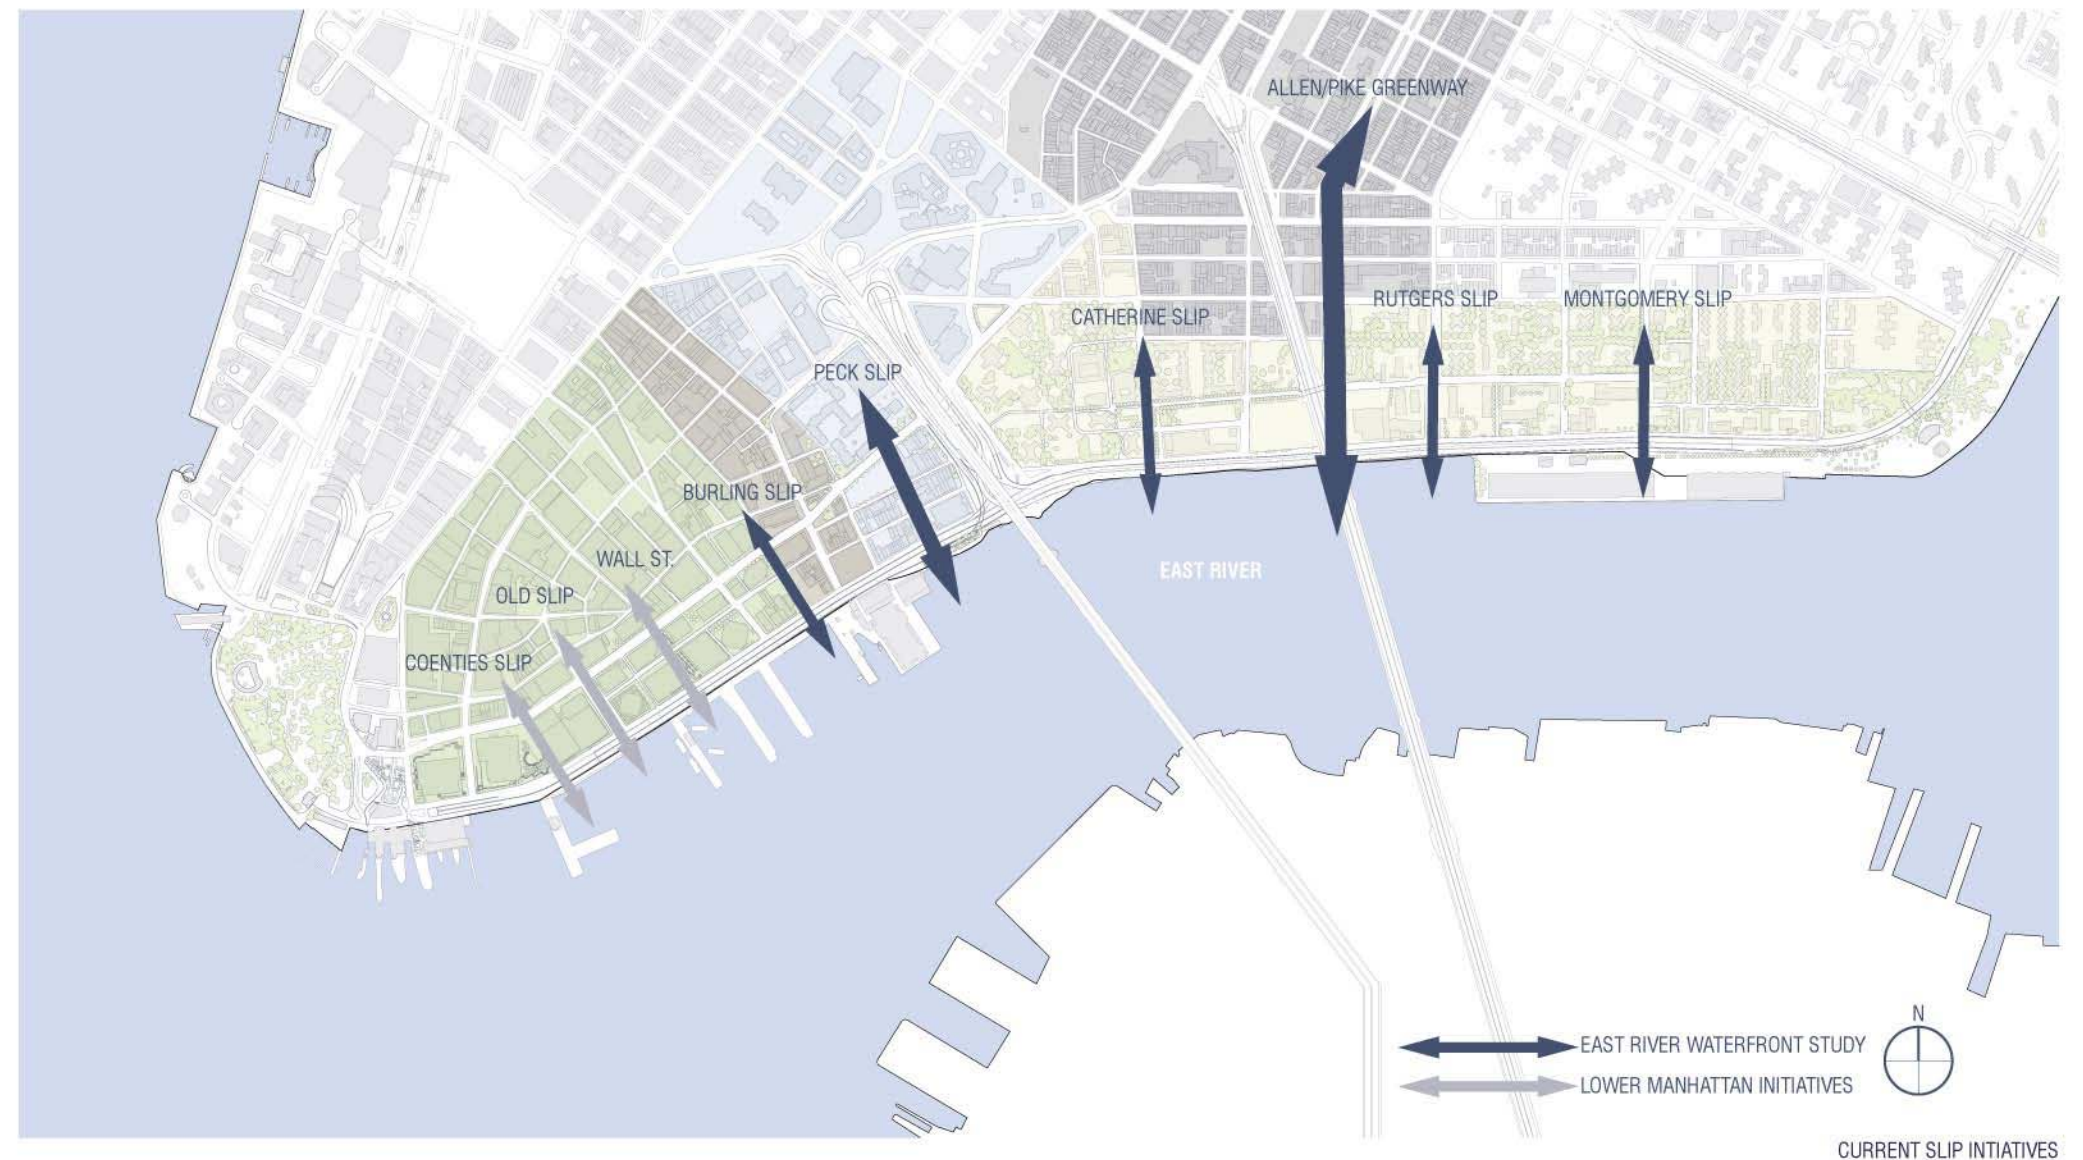 ALLEN/PIKE GREENWAY
RUTGERS SLIP
MONTGOMERY SLIP
CATHERINE SLIP
PECK SLIP
BURLING SLIP
WALL ST.
OLD SLIP
COENTIES SLIP
EAST RIVER
N
EAST RIVER WATERFRONT STUDY
LOWER MANHATTAN INITIATIVES
CURRENT SLIP INTIATIVES